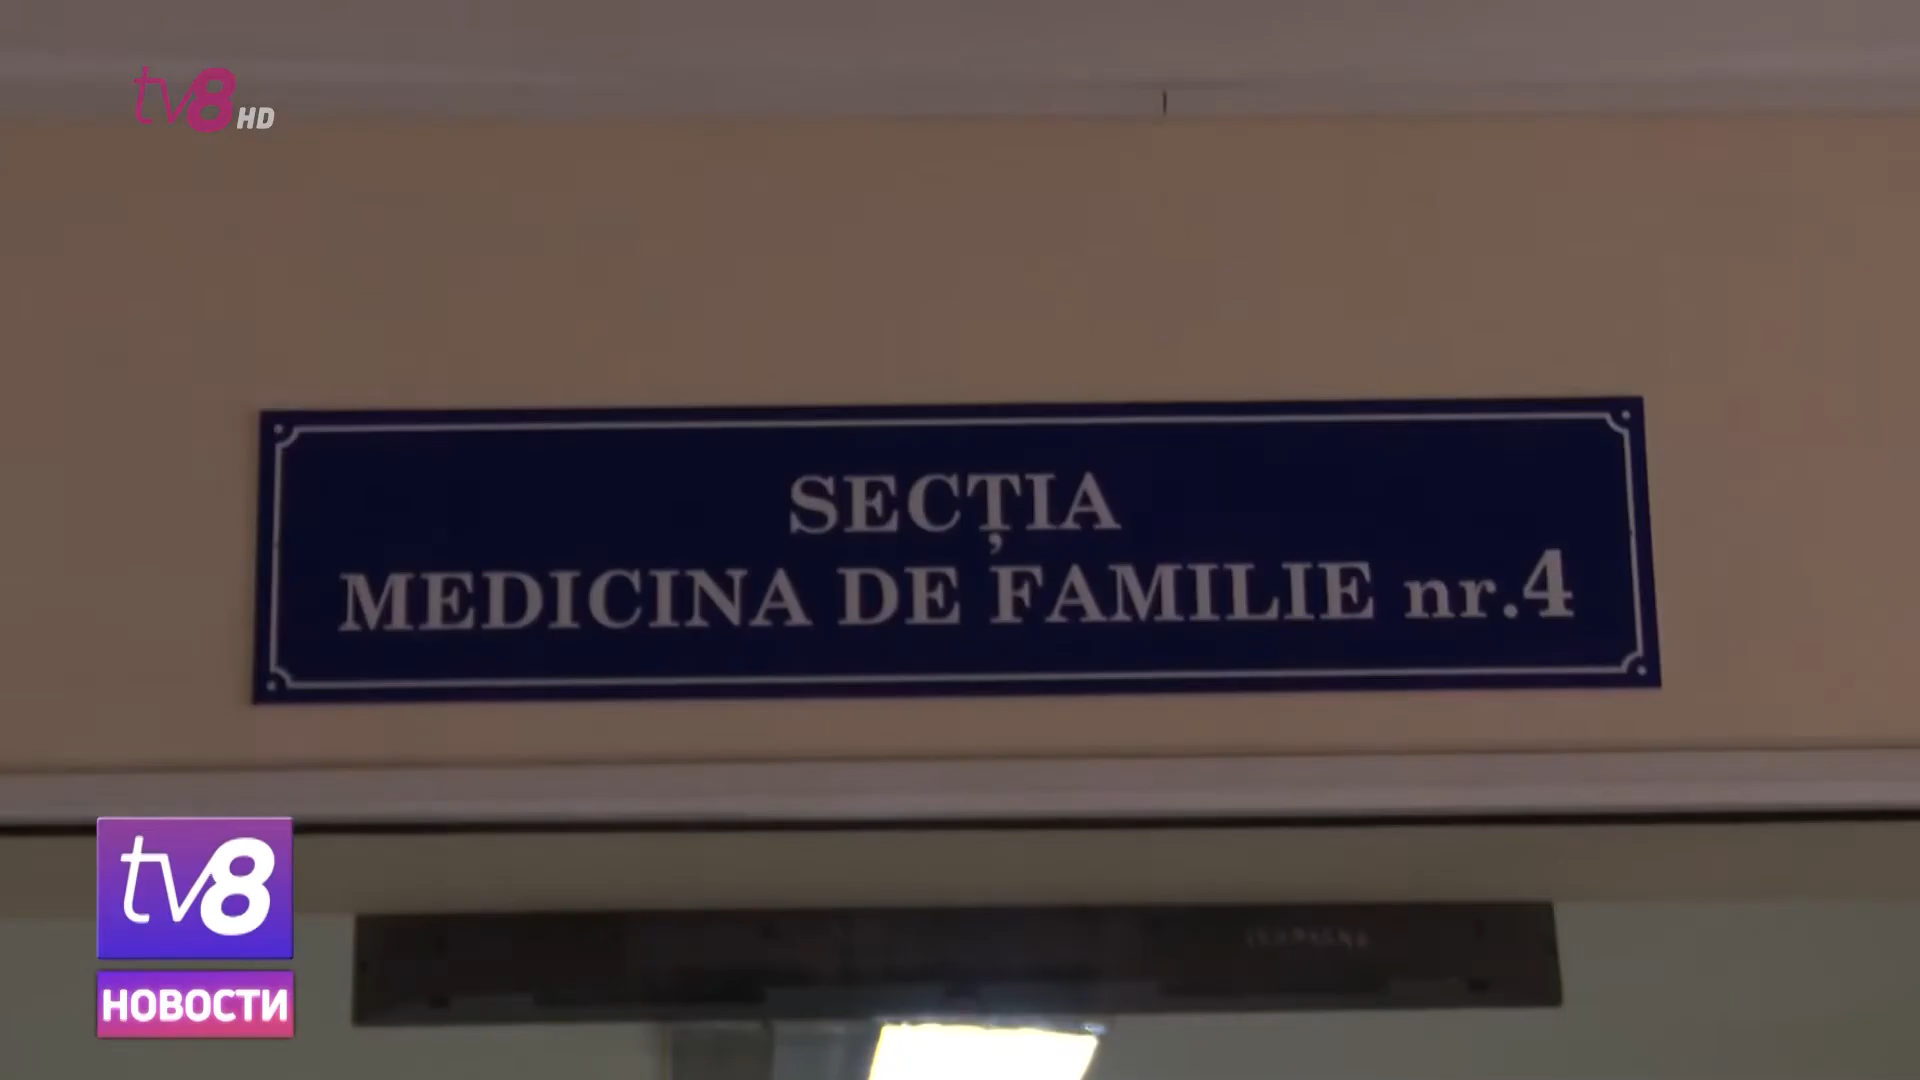 tv8 HD
SECȚIA
MEDICINA DE FAMILIE nr.4
tv8
НОВОСТИ